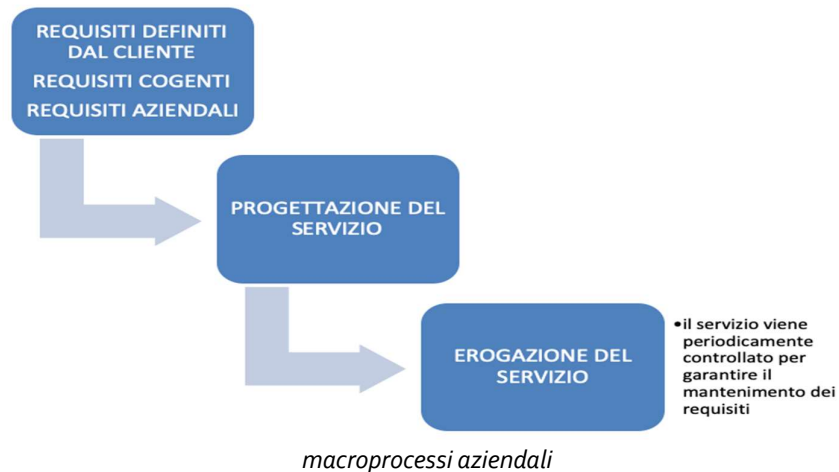 REQUISITI DEFINITI
DAL CLIENTE
REQUISITI COGENTI
REQUISITI AZIENDALI
PROGETTAZIONE DEL
SERVIZIO
EROGAZIONE DEL
SERVIZIO
•il servizio viene
periodicamente
controllato per
garantire il
mantenimento dei
requisiti
macroprocessi aziendali